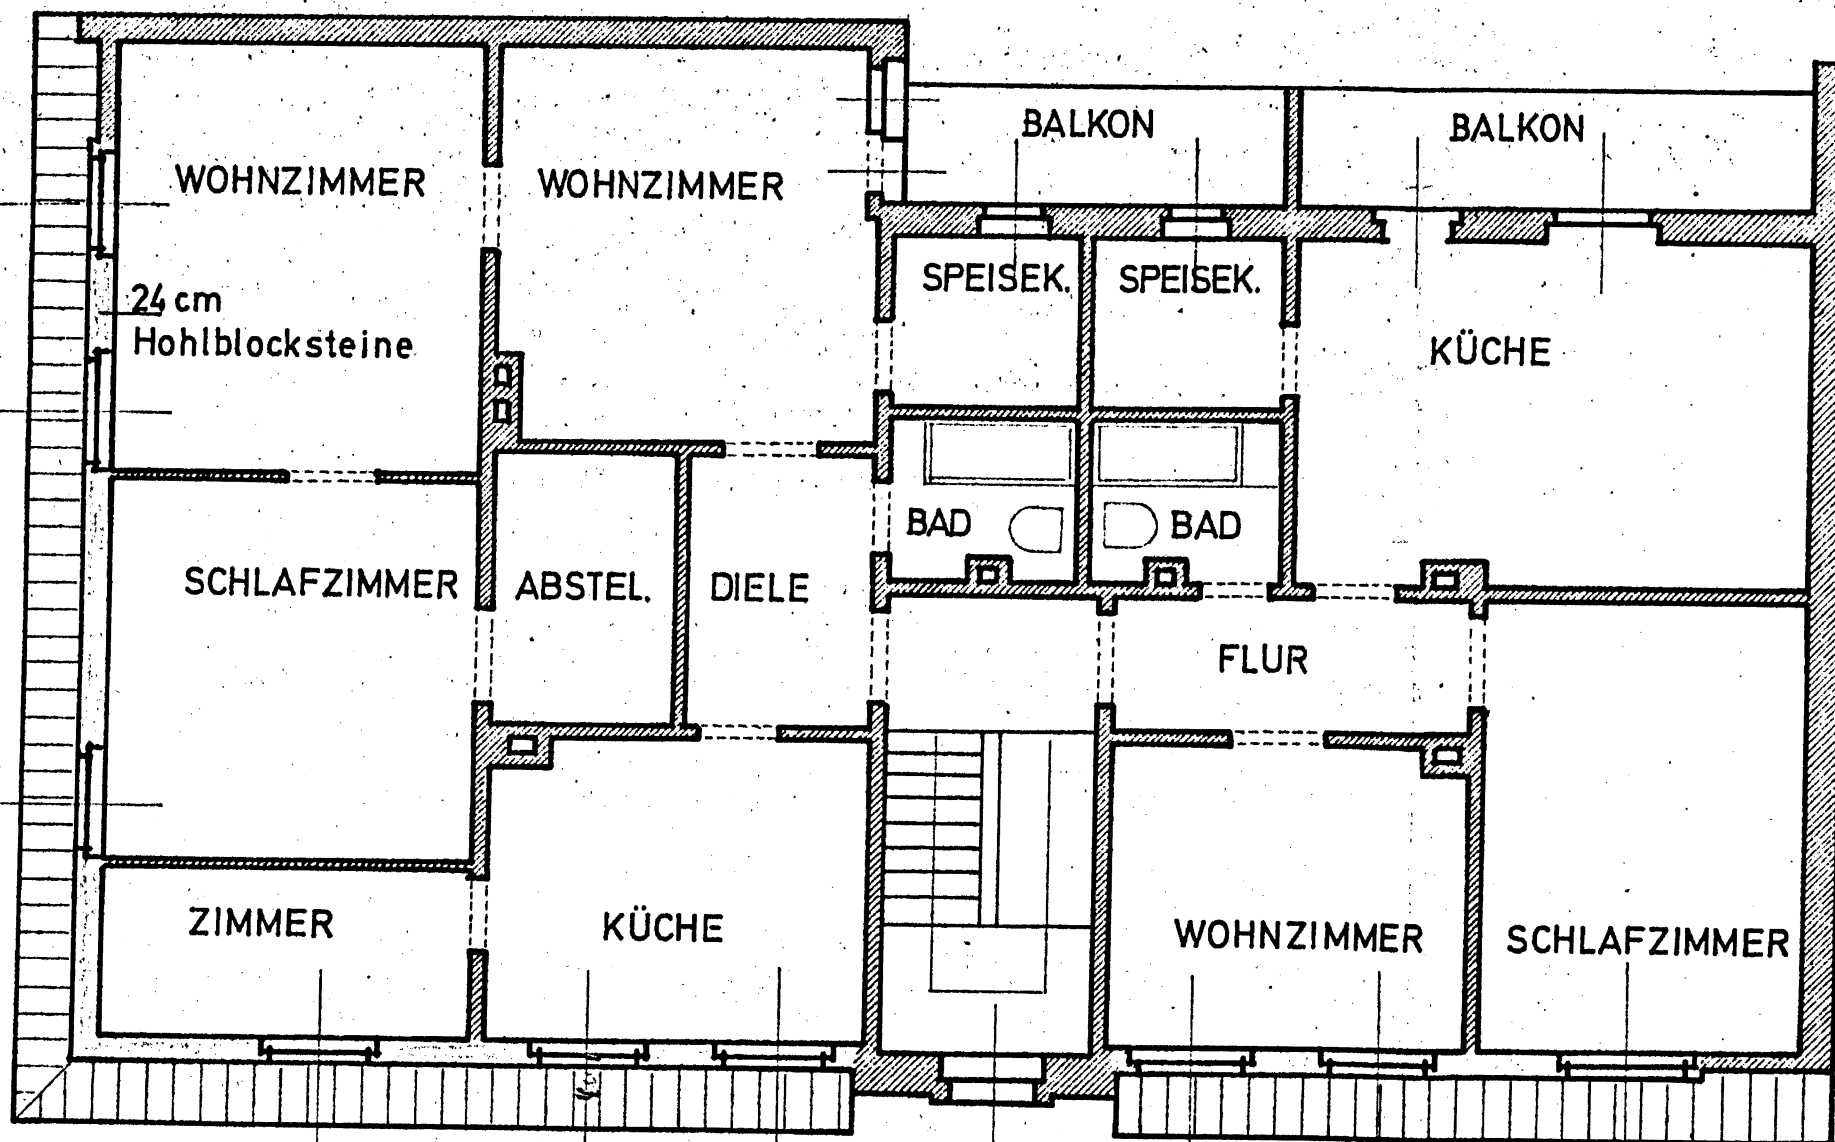 BALKON
BALKON
WOHNZIMMER
WOHNZIMMER
SPEISEK.
SPEISEK.
24 cm
Hohlblocksteine
KÜCHE
BAD
BAD
SCHLAFZIMMER
ABSTEL.
DIELE
FLUR
ZIMMER
KÜCHE
WOHNZIMMER
SCHLAFZIMMER